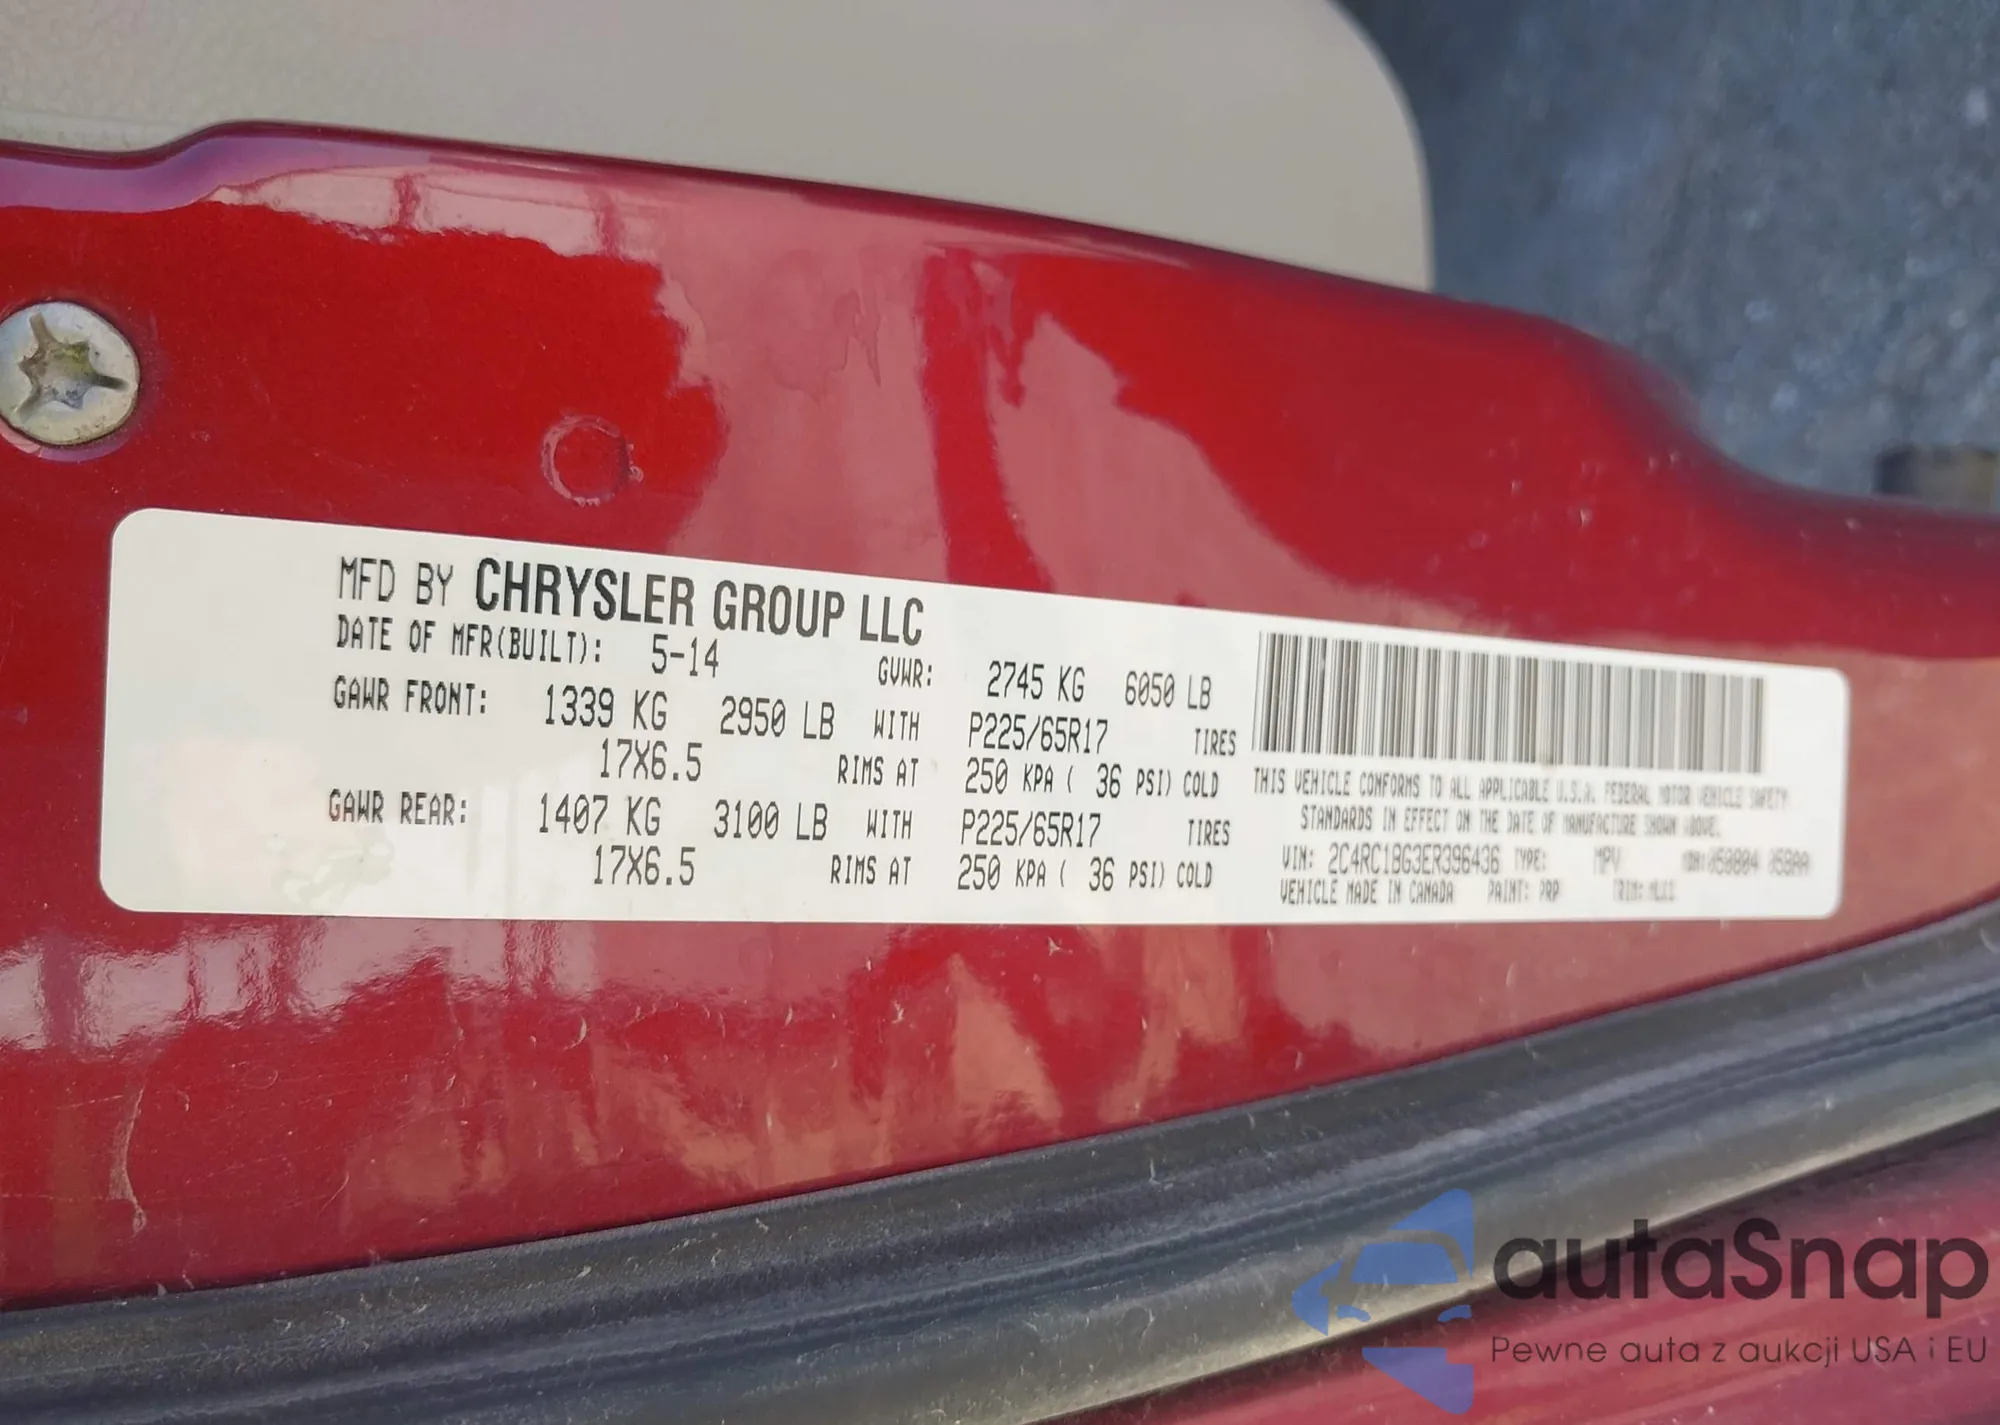 MFD BY CHRYSLER GROUP LLC
DATE OF MFR(BUILT): 5-14 GVWR: 2745 KG 6050 LB
GAWR FRONT: 1339 KG 2950 LB WITH P225/65R17 TIRES
17X6.5 RIMS AT 250 KPA ( 36 PSI) COLD
GAWR REAR: 1407 KG 3100 LB WITH P225/65R17 TIRES
17X6.5 RIMS AT 250 KPA ( 36 PSI) COLD
THIS VEHICLE CONFORMS TO ALL APPLICABLE U.S.A. FEDERAL MOTOR VEHICLE SAFETY
STANDARDS IN EFFECT ON THE DATE OF MANUFACTURE SHOWN ABOVE.
VIN: 2C4RC1BG3ER396436 TYPE: MPV
VEHICLE MADE IN CANADA PAINT: PRP TRIM:
autaSnap
Pewne auta z aukcji USA i EU